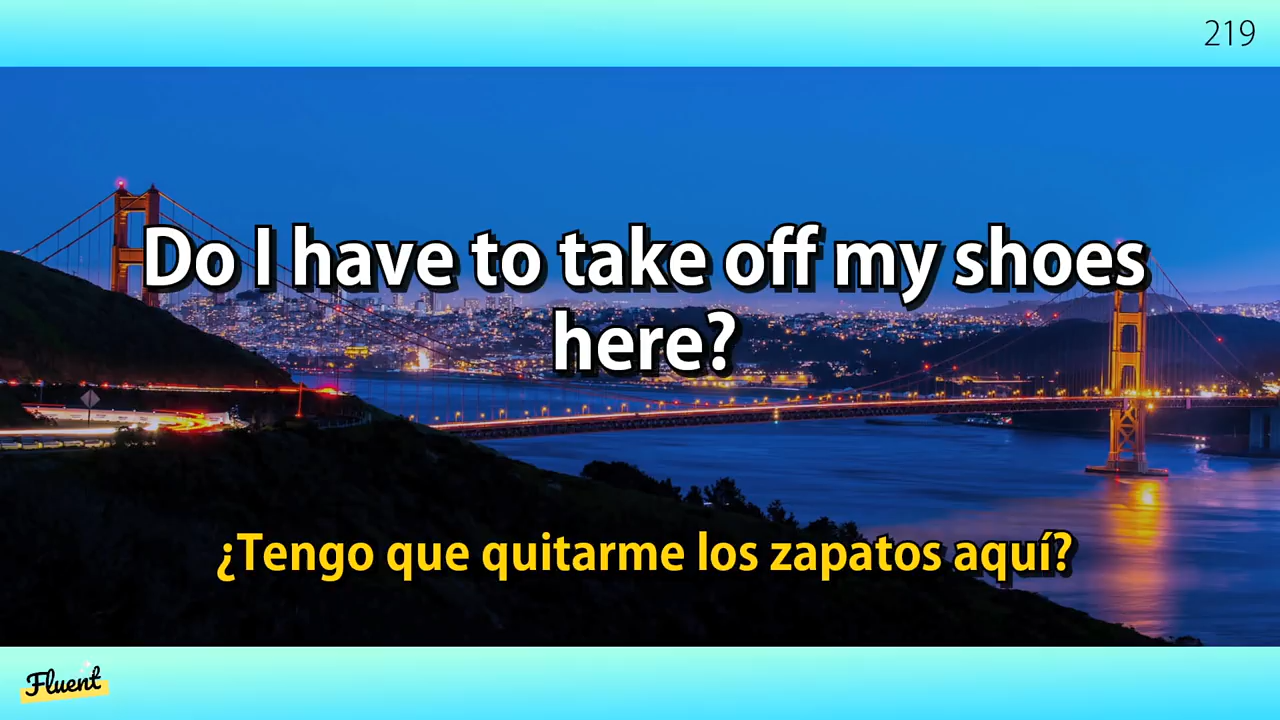 219
Do I have to take off my shoes
here?
¿Tengo que quitarme los zapatos aquí?
Fluent